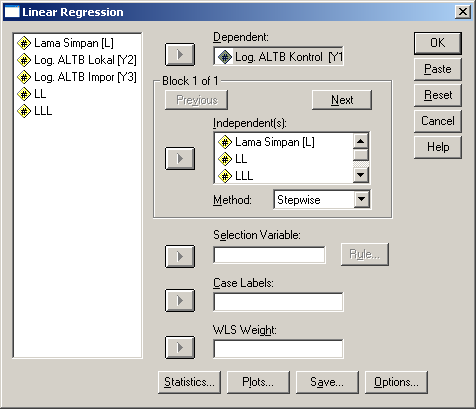 Linear Regression
Lama Simpan [L]
Log. ALTB Lokal [Y2]
Log. ALTB Impor [Y3]
LL
LLL
Dependent:
Log. ALTB Kontrol [Y1
Block 1 of 1
Previous
Next
Independent(s):
Lama Simpan [L]
LL
LLL
Method:
Stepwise
Selection Variable:
Rule...
Case Labels:
WLS Weight:
Statistics...
Plots...
Save...
Options...
OK
Paste
Reset
Cancel
Help